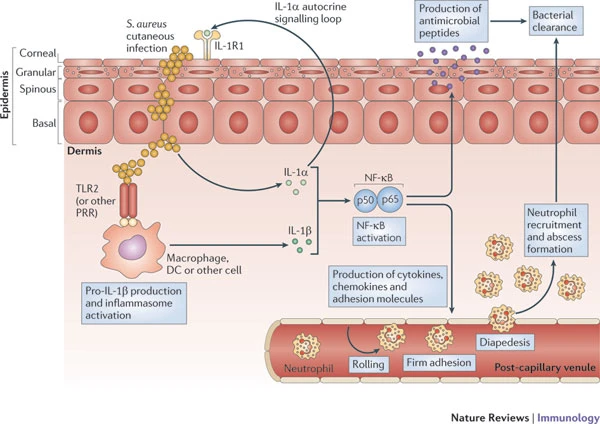 IL-1α autocrine
signalling loop
S. aureus
cutaneous
infection
IL-1R1
Production of
antimicrobial
peptides
Bacterial
clearance
Epidermis
Corneal
Granular
Spinous
Basal
Dermis
TLR2
(or other
PRR)
IL-1α
IL-1β
NF-κB
p50
p65
NF-κB
activation
Macrophage,
DC or other cell
Pro-IL-1β production
and inflammasome
activation
Production of cytokines,
chemokines and
adhesion molecules
Neutrophil
recruitment
and abscess
formation
Neutrophil
Rolling
Firm adhesion
Diapedesis
Post-capillary venule
Nature Reviews | Immunology